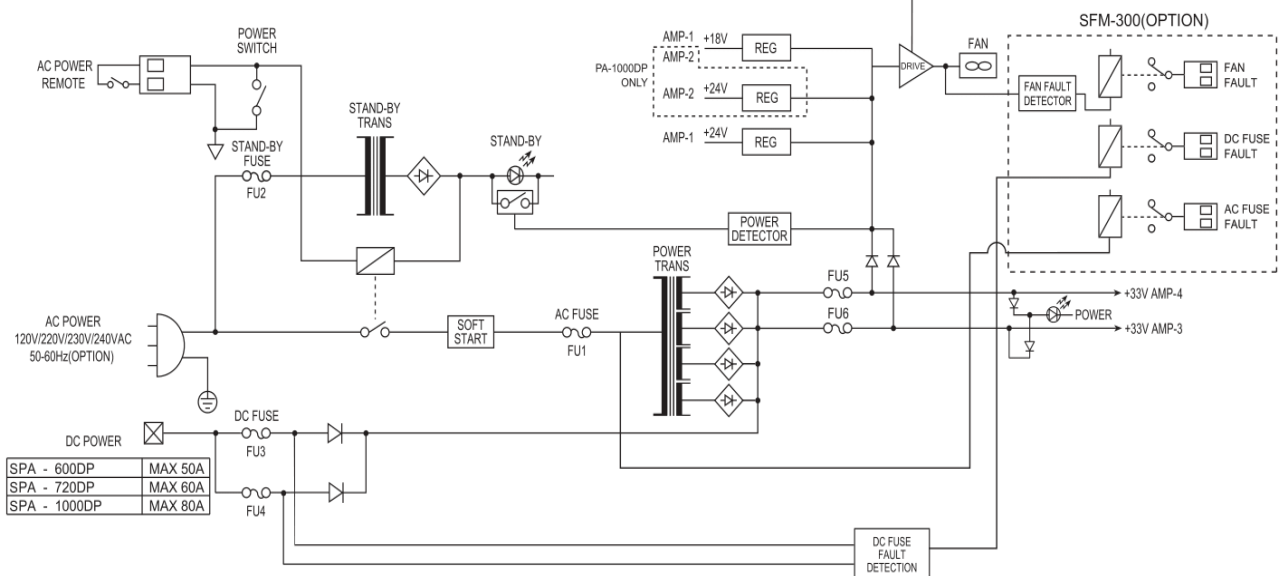 SFM-300(OPTION)
POWER
SWITCH
AC POWER
REMOTE
AMP-1 +18V
REG
AMP-2
PA-1000DP
ONLY
AMP-2 +24V
REG
AMP-1 +24V
REG
DRIVE
FAN
FAN FAULT
DETECTOR
FAN
FAULT
DC FUSE
FAULT
AC FUSE
FAULT
STAND-BY
TRANS
STAND-BY
FUSE
FU2
STAND-BY
POWER
DETECTOR
POWER
TRANS
FU5
FU6
+33V AMP-4
POWER
+33V AMP-3
AC POWER
120V/220V/230V/240VAC
50-60Hz(OPTION)
SOFT
START
AC FUSE
FU1
DC POWER
DC FUSE
FU3
FU4
SPA - 600DP MAX 50A
SPA - 720DP MAX 60A
SPA - 1000DP MAX 80A
DC FUSE
FAULT
DETECTION